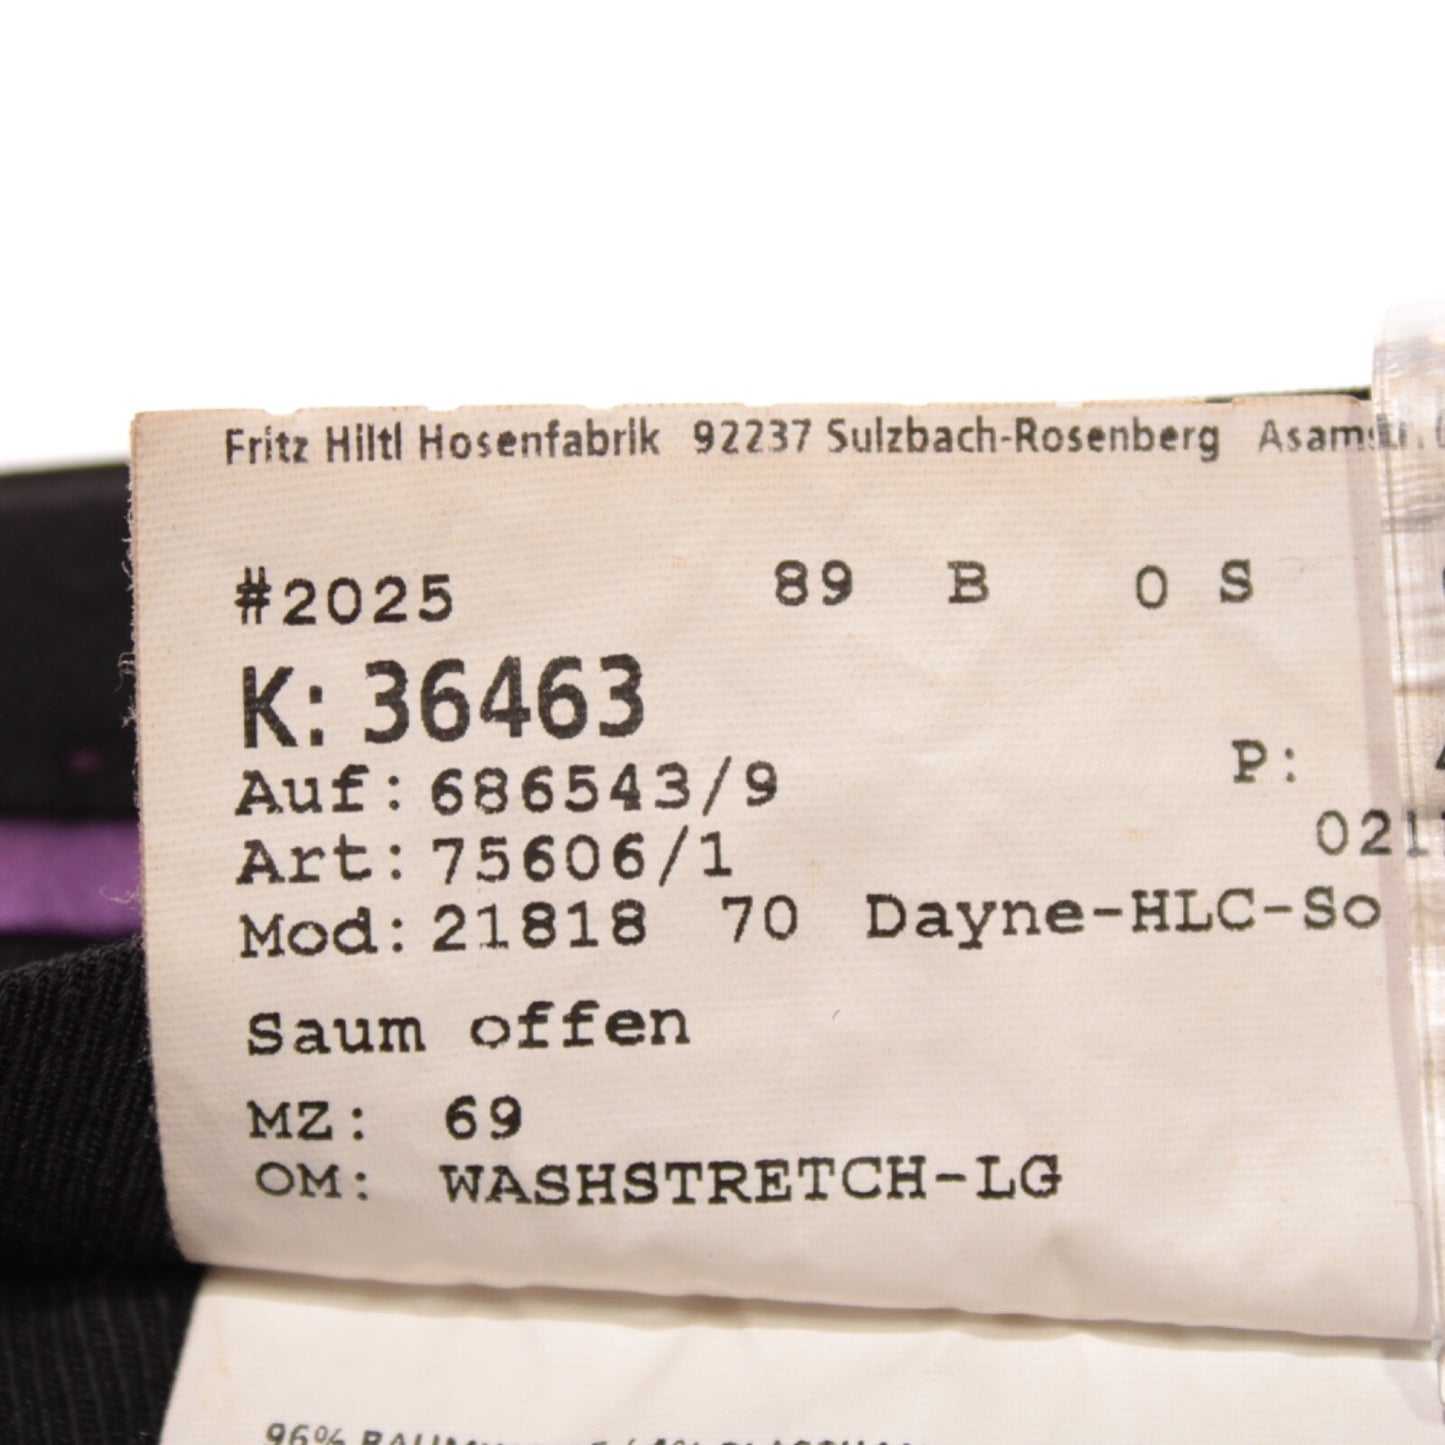 Fritz Hiltl Hosenfabrik 92237 Sulzbach-Rosenberg
#2025 89 B 0 S
K: 36463
Auf: 686543/9 P:
Art: 75606/1
Mod: 21818 70 Dayne-HLC-So
Saum offen
MZ: 69
OM: WASHSTRETCH-LG
96%